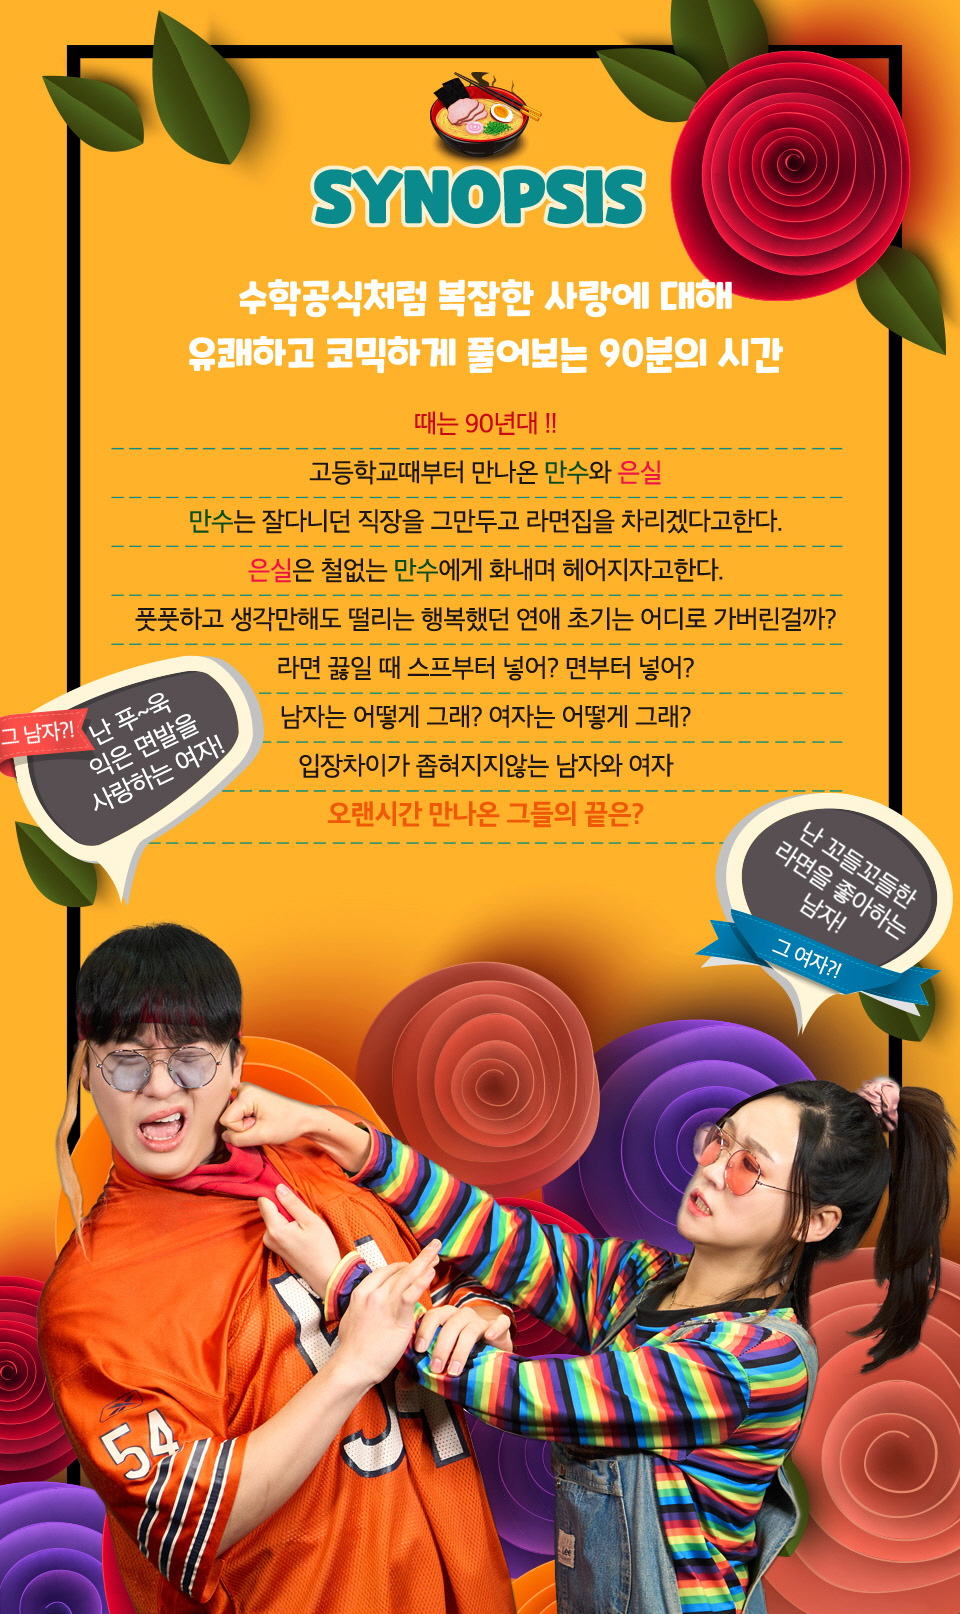 SYNOPSIS
수학공식처럼 복잡한 사랑에 대해
유쾌하고 코믹하게 풀어보는 90분의 시간
때는 90년대 !!
고등학교때부터 만나온 만수와 은실
만수는 잘다니던 직장을 그만두고 라면집을 차리겠다고한다.
은실은 철없는 만수에게 화내며 헤어지자고한다.
풋풋하고 생각만해도 떨리는 행복했던 연애 초기는 어디로 가버린걸까?
라면 끓일 때 스프부터 넣어? 면부터 넣어?
남자는 어떻게 그래? 여자는 어떻게 그래?
입장차이가 좁혀지지않는 남자와 여자
오랜시간 만나온 그들의 끝은?
그 남자?!
난 푸~욱
익은 면발을
사랑하는 여자!
난 꼬들꼬들한
라면을 좋아하는
남자!
그 여자?!
54
54
Lee